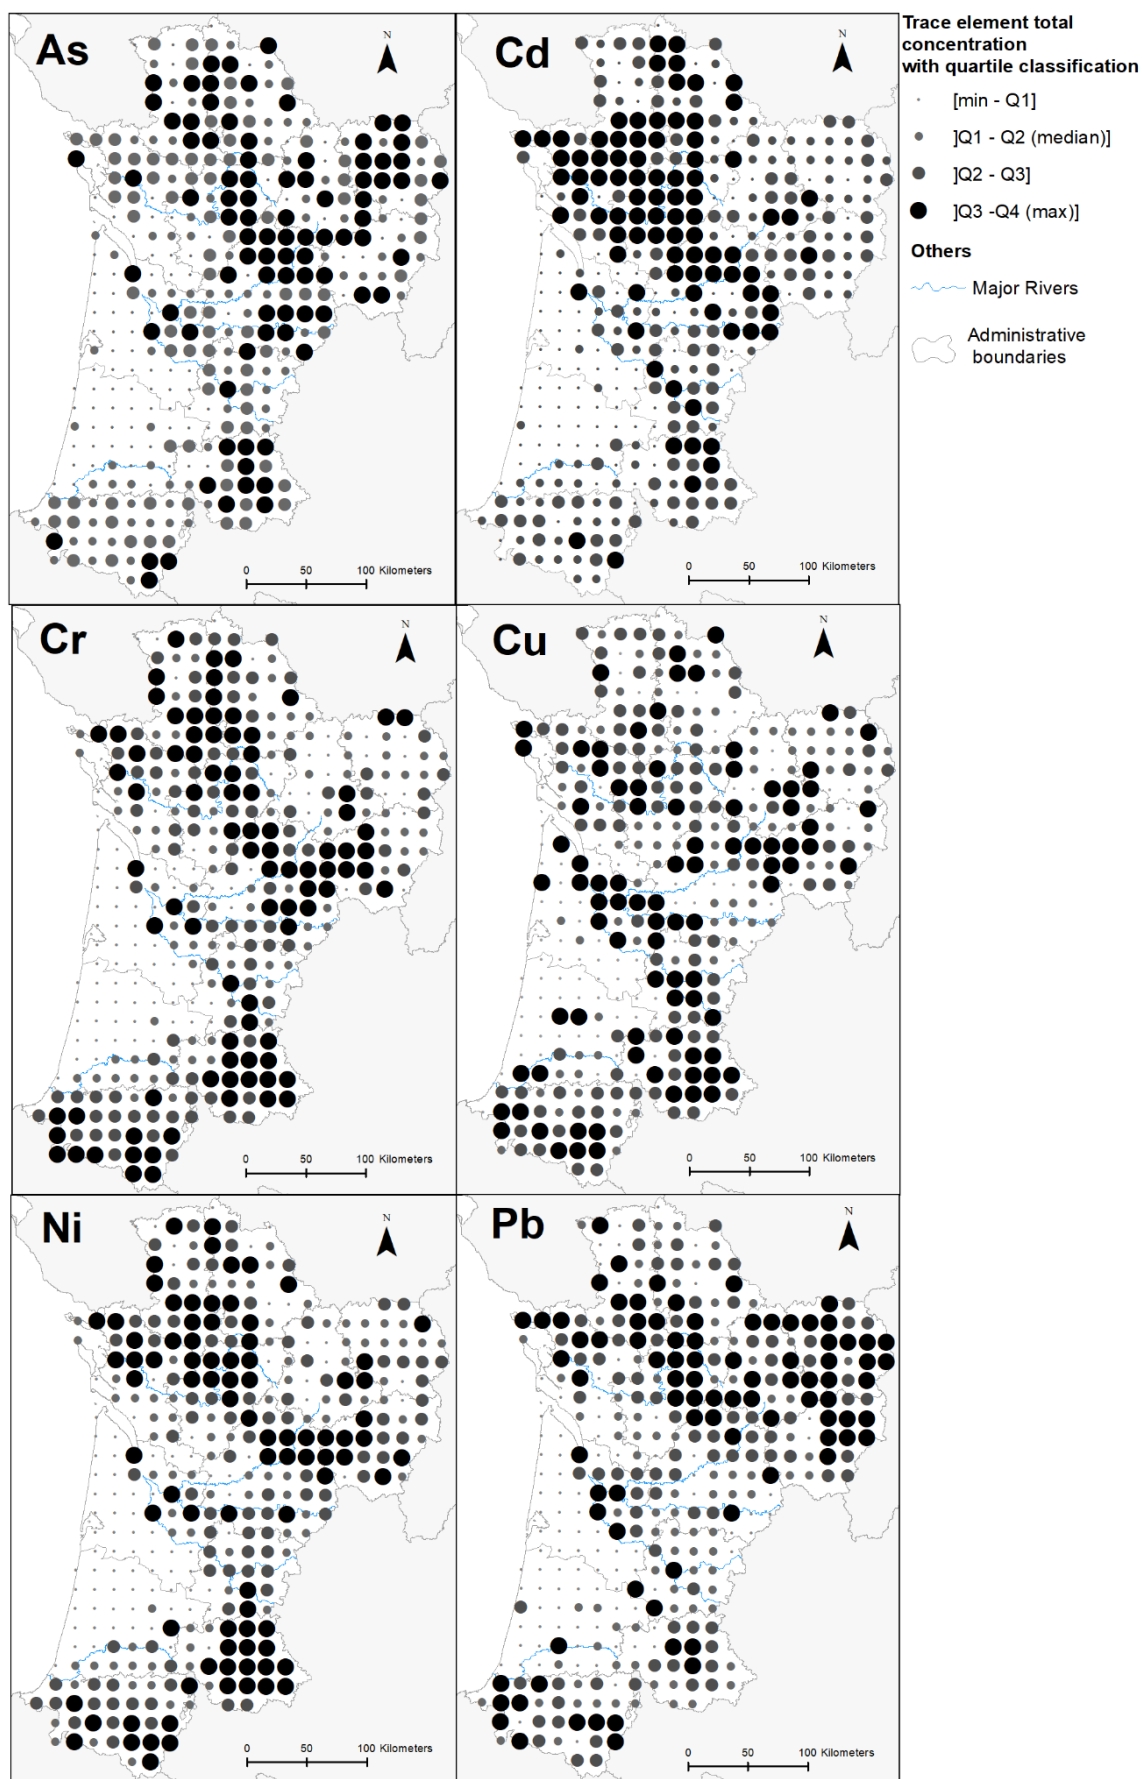 As
N
0 50 100 Kilometers
Cd
N
0 50 100 Kilometers
Trace element total
concentration
with quartile classification
[min - Q1]
]Q1 - Q2 (median)]
]Q2 - Q3]
]Q3 -Q4 (max)]
Others
Major Rivers
Administrative
boundaries
Cr
N
0 50 100 Kilometers
Cu
N
0 50 100 Kilometers
Ni
N
0 50 100 Kilometers
Pb
N
0 50 100 Kilometers